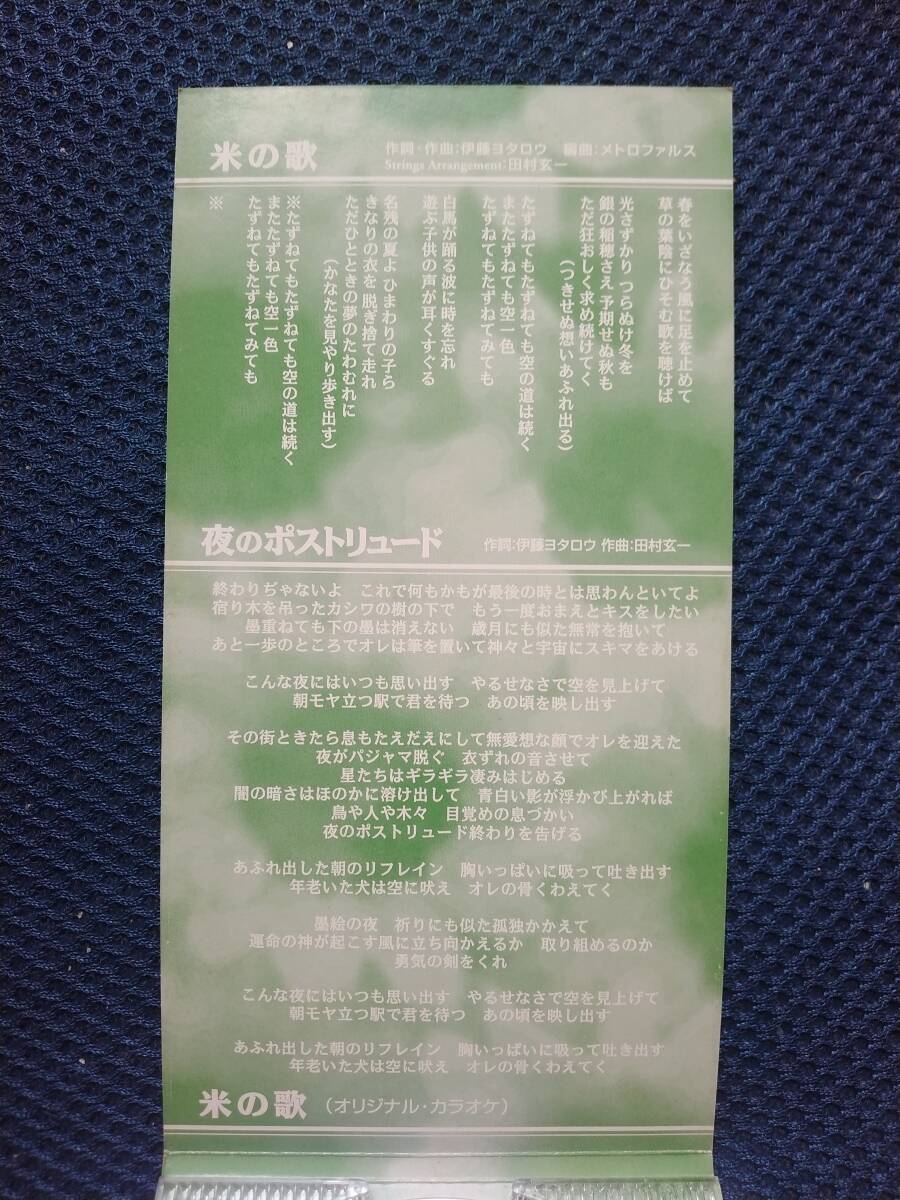 米の歌
作詞・作曲:伊藤ヨタロウ　編曲:メトロファルス
Strings Arrangement:田村玄一
春をいざなう風に足を止めて
草の葉陰にひそむ歌を聴けば
光さずかり つらぬけ冬を
銀の稲穂さえ 予期せぬ秋も
ただ狂おしく求め続けてく
(つきせぬ想いあふれ出る)
たずねてもたずねても空の道は続く
またたずねても空一色
たずねてもたずねてみても
白馬が踊る波に時を忘れ
遊ぶ子供の声が耳くすぐる
名残の夏よ ひまわりの子ら
きなりの衣を 脱ぎ捨て走れ
ただひとときの夢のたわむれに
(かなたを見やり歩き出す)
※たずねてもたずねても空の道は続く
またたずねても空一色
たずねてもたずねてみても
※
夜のポストリュード
作詞:伊藤ヨタロウ 作曲:田村玄一
終わりぢゃないよ　これで何もかもが最後の時とは思わんといてよ
宿り木を吊ったカシワの樹の下で　もう一度おまえとキスをしたい
墨重ねても下の墨は消えない　歳月にも似た無常を抱いて
あと一歩のところでオレは筆を置いて神々と宇宙にスキマをあける
こんな夜にはいつも思い出す　やるせなさで空を見上げて
朝モヤ立つ駅で君を待つ　あの頃を映し出す
その街ときたら息もたえだえにして無愛想な顔でオレを迎えた
夜がパジャマ脱ぐ　衣ずれの音させて
星たちはギラギラ凄みはじめる
闇の暗さはほのかに溶け出して　青白い影が浮かび上がれば
鳥や人や木々　目覚めの息づかい
夜のポストリュード終わりを告げる
あふれ出した朝のリフレイン　胸いっぱいに吸って吐き出す
年老いた犬は空に吠え　オレの骨くわえてく
墨絵の夜　祈りにも似た孤独かかえて
運命の神が起こす風に立ち向かえるか　取り組めるのか
勇気の剣をくれ
こんな夜にはいつも思い出す　やるせなさで空を見上げて
朝モヤ立つ駅で君を待つ　あの頃を映し出す
あふれ出した朝のリフレイン　胸いっぱいに吸って吐き出す
年老いた犬は空に吠え　オレの骨くわえてく
米の歌(オリジナル・カラオケ)